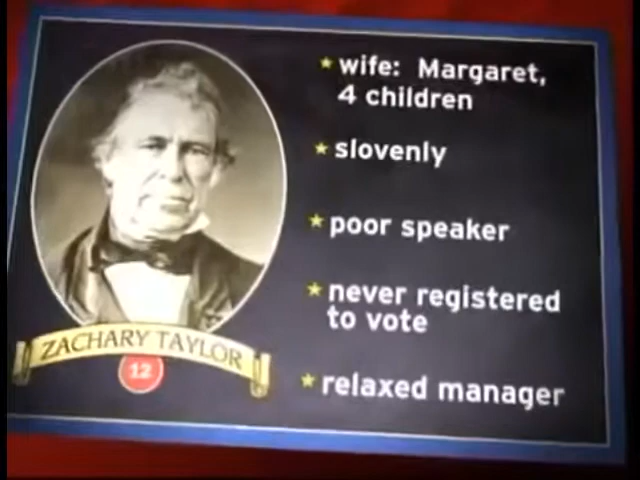 wife: Margaret,
4 children
slovenly
poor speaker
never registered
to vote
relaxed manager
ZACHARY TAYLOR
12